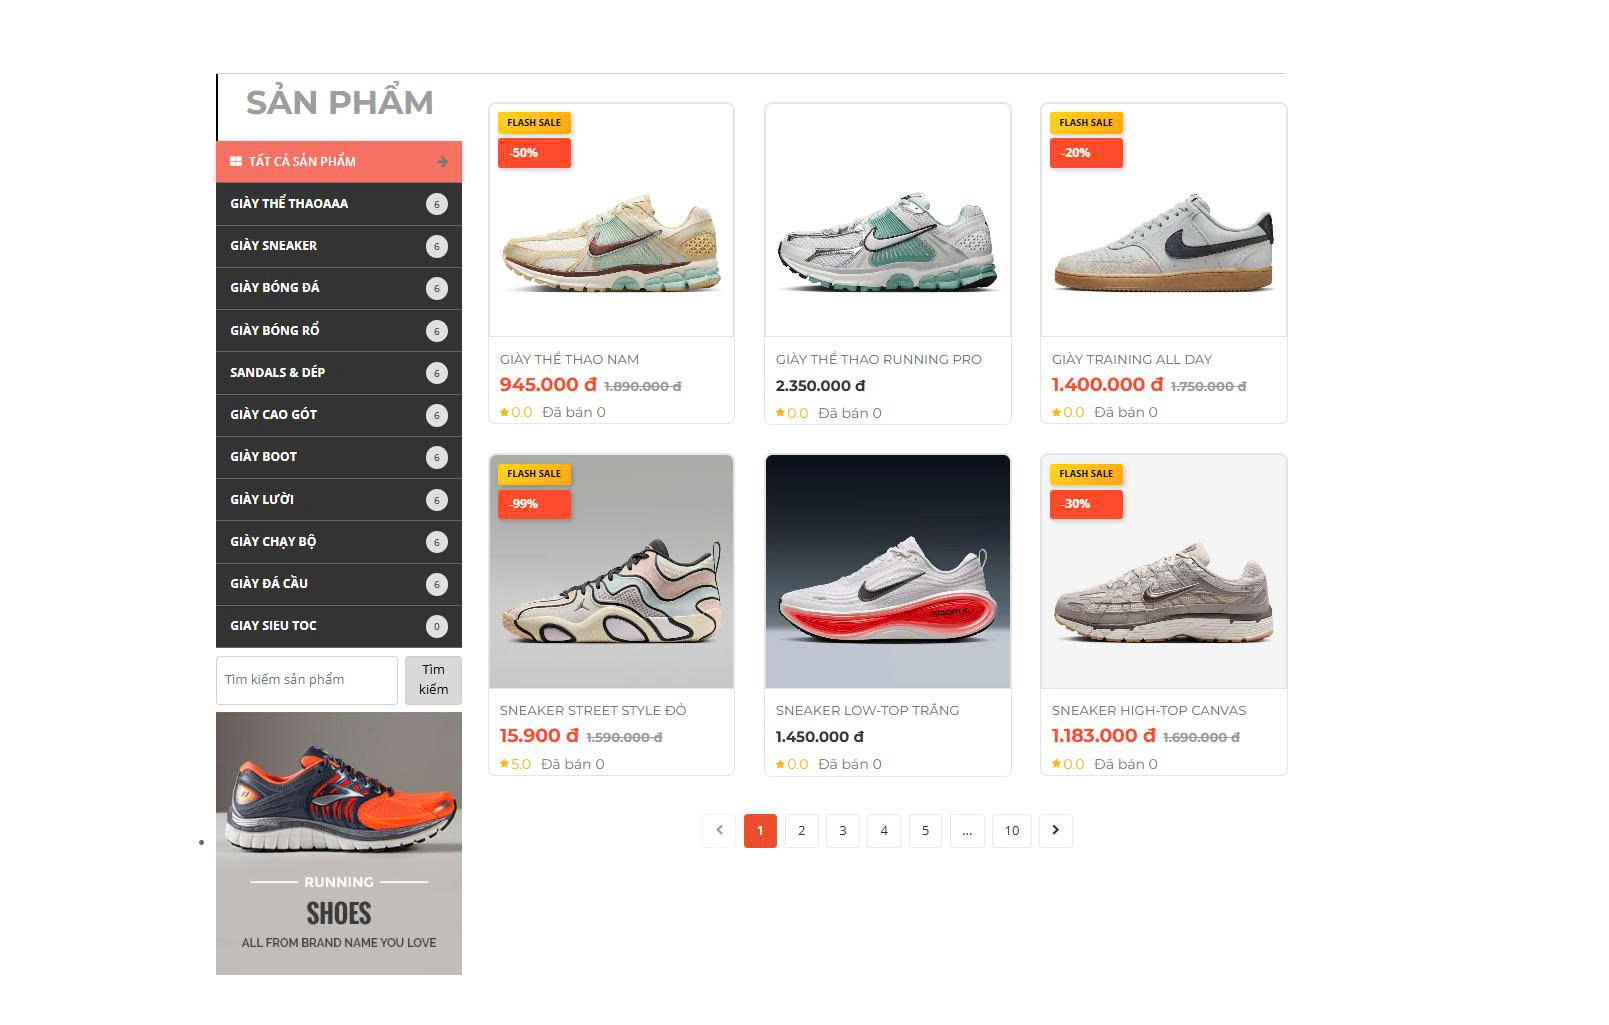 SẢN PHẨM
TẤT CẢ SẢN PHẨM
GIÀY THỂ THAOAAA 6
GIÀY SNEAKER 6
GIÀY BÓNG ĐÁ 6
GIÀY BÓNG RỔ 6
SANDALS & DÉP 6
GIÀY CAO GÓT 6
GIÀY BOOT 6
GIÀY LƯỜI 6
GIÀY CHẠY BỘ 6
GIÀY ĐÁ CẦU 6
GIAY SIEU TOC 0
Tìm kiếm sản phẩm
Tìm
kiếm
RUNNING
SHOES
ALL FROM BRAND NAME YOU LOVE
FLASH SALE
-50%
GIÀY THỂ THAO NAM
945.000 đ 1.890.000 đ
0.0 Đã bán 0
GIÀY THỂ THAO RUNNING PRO
2.350.000 đ
0.0 Đã bán 0
FLASH SALE
-20%
GIÀY TRAINING ALL DAY
1.400.000 đ 1.750.000 đ
0.0 Đã bán 0
FLASH SALE
-99%
SNEAKER STREET STYLE ĐỎ
15.900 đ 1.590.000 đ
5.0 Đã bán 0
SNEAKER LOW-TOP TRẮNG
1.450.000 đ
0.0 Đã bán 0
FLASH SALE
-30%
SNEAKER HIGH-TOP CANVAS
1.183.000 đ 1.690.000 đ
0.0 Đã bán 0
1 2 3 4 5 ... 10